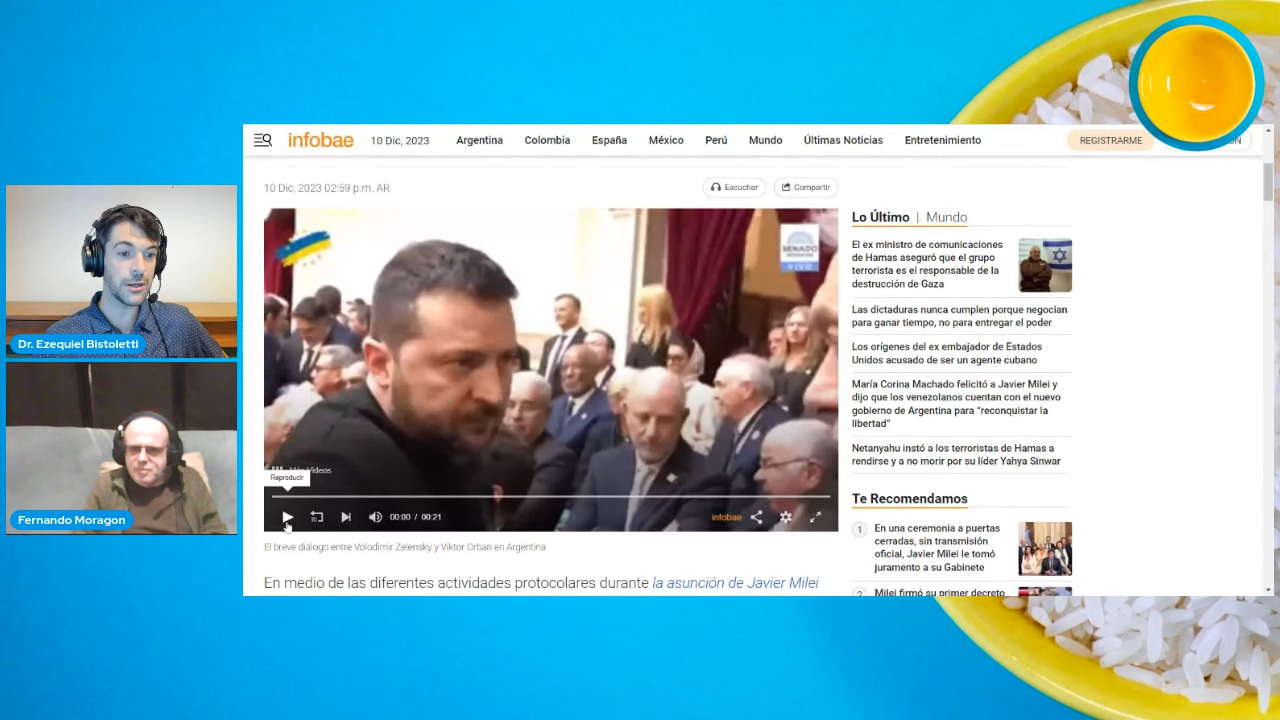 infobae
10 Dic, 2023
Argentina
Colombia
España
México
Perú
Mundo
Últimas Noticias
Entretenimiento
REGISTRARME
10 Dic, 2023 02:59 p.m. AR
Escuchar
Compartir
SENADO
ARGENTINA
VIVO
Videos
Reproducir
10
00:00 / 00:21
infobae
El breve diálogo entre Volodimir Zelensky y Viktor Orban en Argentina
En medio de las diferentes actividades protocolares durante la asunción de Javier Milei
Lo Último | Mundo
El ex ministro de comunicaciones
de Hamas aseguró que el grupo
terrorista es el responsable de la
destrucción de Gaza
Las dictaduras nunca cumplen porque negocian
para ganar tiempo, no para entregar el poder
Los orígenes del ex embajador de Estados
Unidos acusado de ser un agente cubano
María Corina Machado felicitó a Javier Milei y
dijo que los venezolanos cuentan con el nuevo
gobierno de Argentina para “reconquistar la
libertad”
Netanyahu instó a los terroristas de Hamas a
rendirse y a no morir por su líder Yahya Sinwar
Te Recomendamos
1
En una ceremonia a puertas
cerradas, sin transmisión
oficial, Javier Milei le tomó
juramento a su Gabinete
2
Milei firmó su primer decreto
Dr. Ezequiel Bistoletti
Fernando Moragon